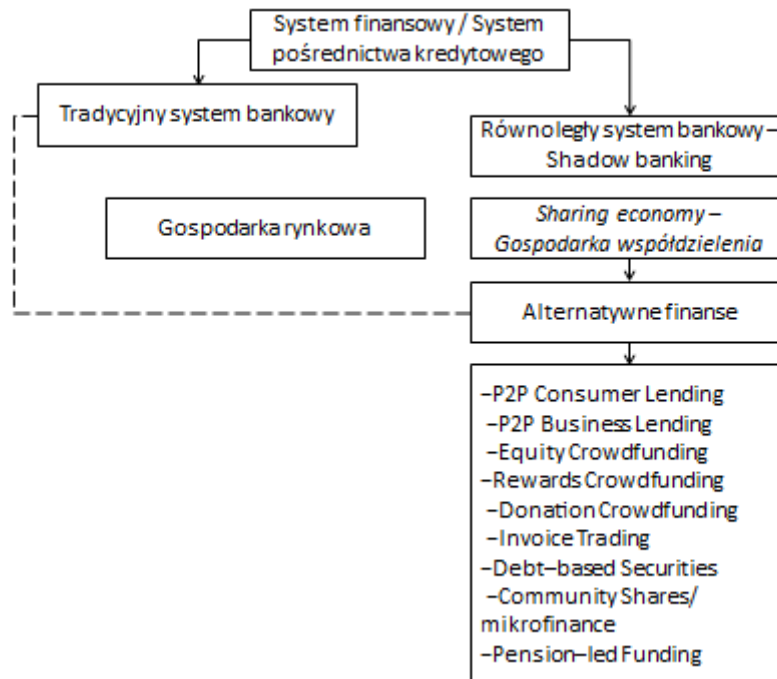 System finansowy / System
pośrednictwa kredytowego
Tradycyjny system bankowy
Równoległy system bankowy –
Shadow banking
Gospodarka rynkowa
Sharing economy –
Gospodarka współdzielenia
Alternatywne finanse
–P2P Consumer Lending
–P2P Business Lending
–Equity Crowdfunding
–Rewards Crowdfunding
–Donation Crowdfunding
–Invoice Trading
–Debt–based Securities
–Community Shares/
mikrofinance
–Pension–led Funding